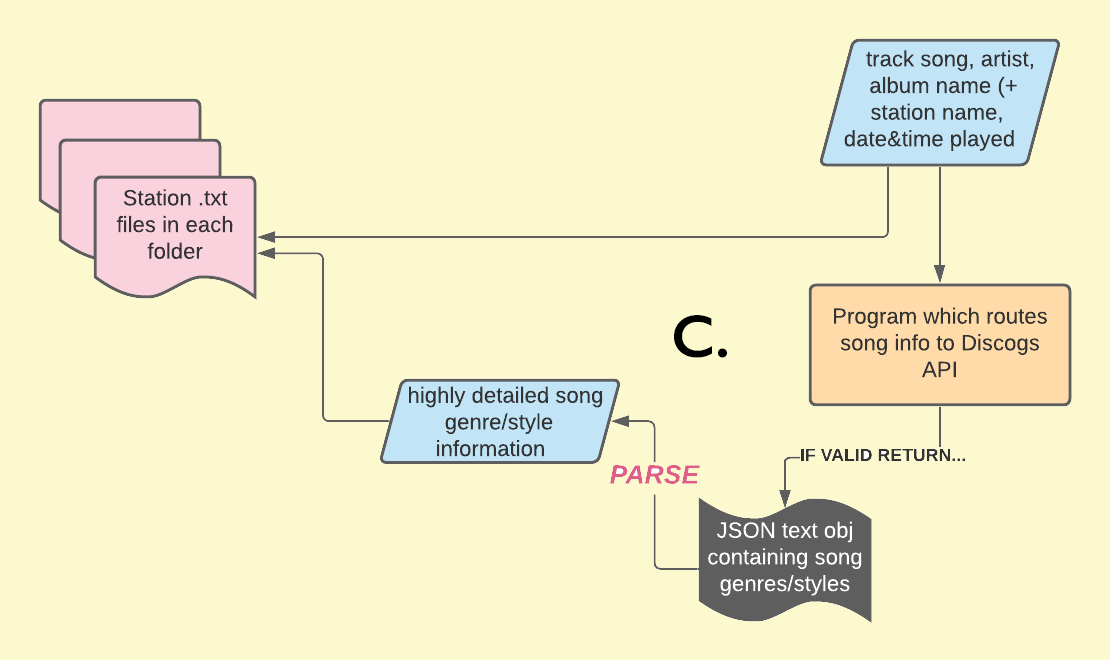 track song, artist,
album name (+
station name,
date&time played
Station .txt
files in each
folder
Program which routes
song info to Discogs
API
C.
highly detailed song
genre/style
information
IF VALID RETURN...
PARSE
JSON text obj
containing song
genres/styles